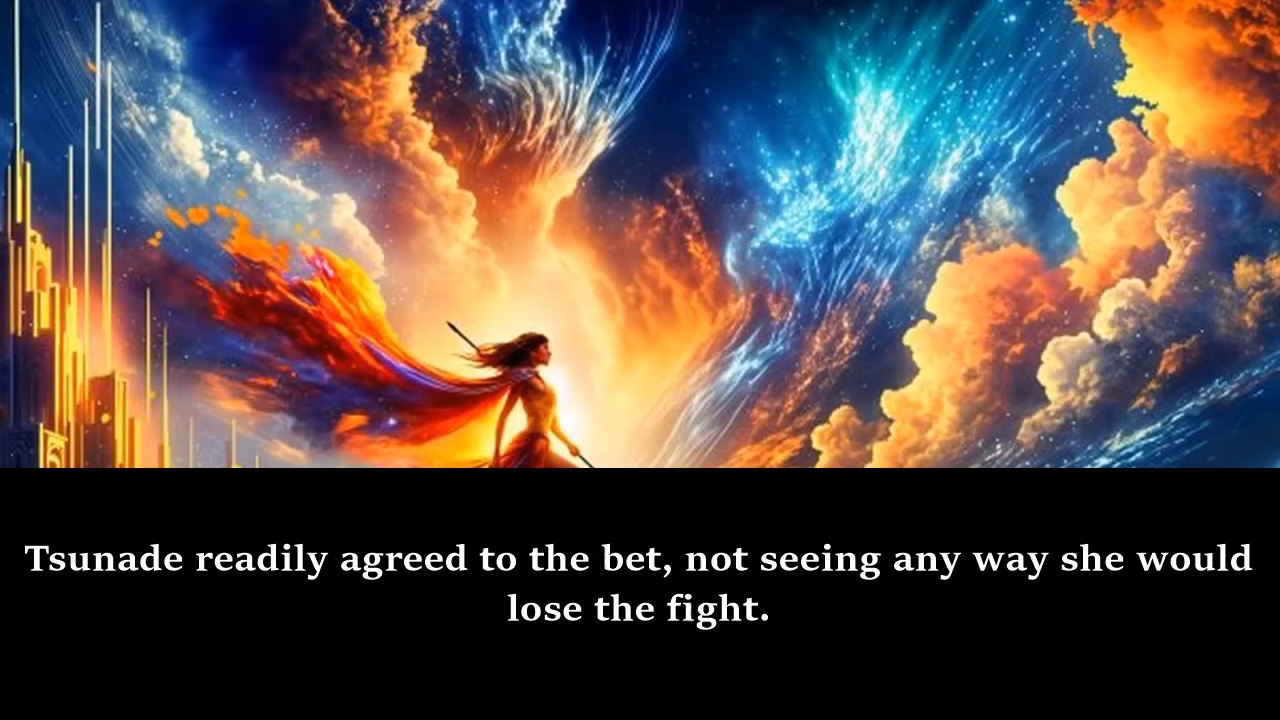 Tsunade readily agreed to the bet, not seeing any way she would
lose the fight.